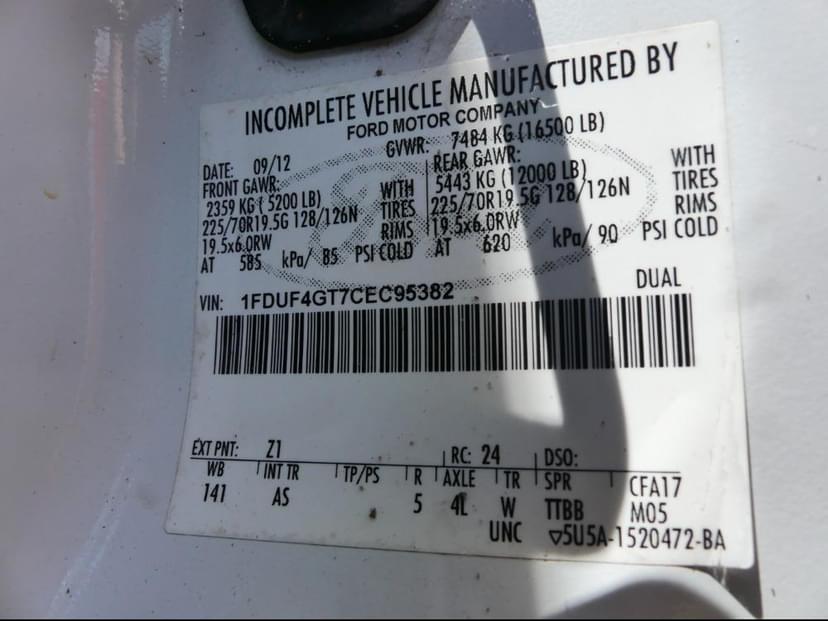 INCOMPLETE VEHICLE MANUFACTURED BY
FORD MOTOR COMPANY
DATE: 09/12
GVWR: 7484 KG (16500 LB)
FRONT GAWR:
2359 KG ( 5200 LB) WITH
225/70R19.5G 128/126N TIRES
19.5x6.0RW RIMS
AT 585 kPa/ 85 PSI COLD
REAR GAWR:
5443 KG (12000 LB) WITH
225/70R19.5G 128/126N TIRES
19.5x6.0RW RIMS
AT 620 kPa/ 90 PSI COLD
DUAL
VIN: 1FDUF4GT7CEC95382
EXT PNT: Z1 RC: 24 DSO:
WB INT TR TP/PS R AXLE TR SPR CFA17
141 AS 5 4L W TTBB M05
UNC ▽5U5A-1520472-BA